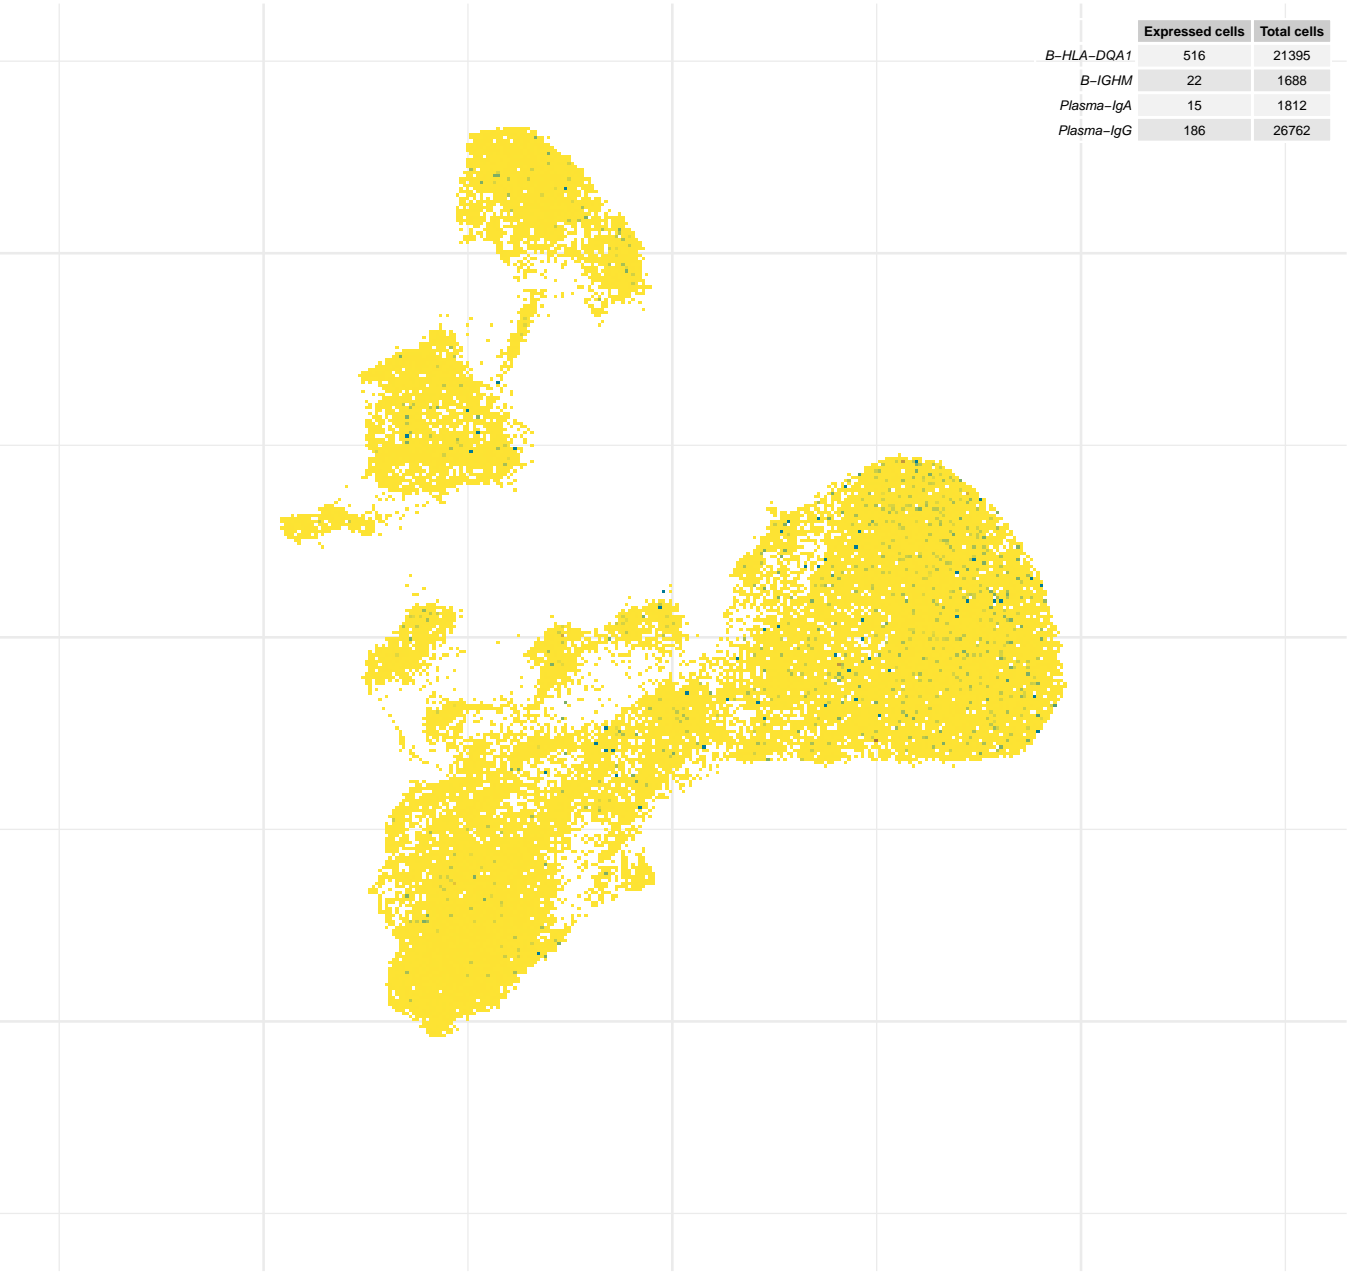 Expressed cells Total cells
B−HLA−DQA1 516 21395
B−IGHM 22 1688
Plasma−IgA 15 1812
Plasma−IgG 186 26762